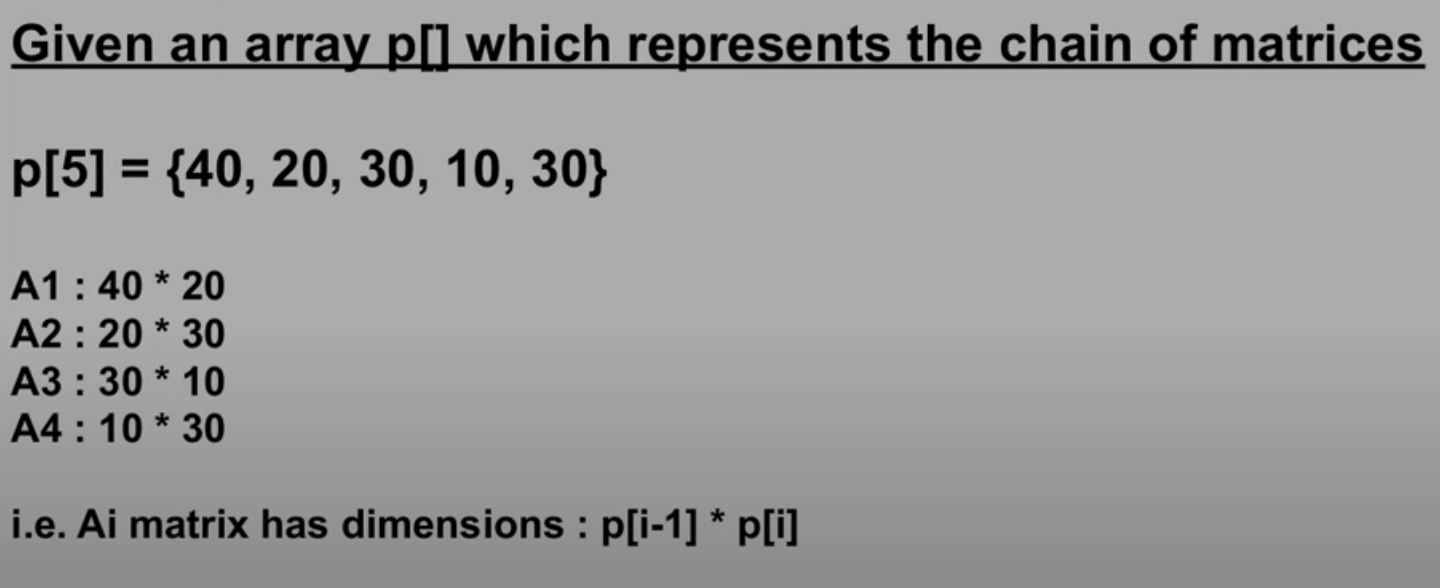 Given an array p[] which represents the chain of matrices
p[5] = {40, 20, 30, 10, 30}
A1 : 40 * 20
A2 : 20 * 30
A3 : 30 * 10
A4 : 10 * 30
i.e. Ai matrix has dimensions : p[i-1] * p[i]